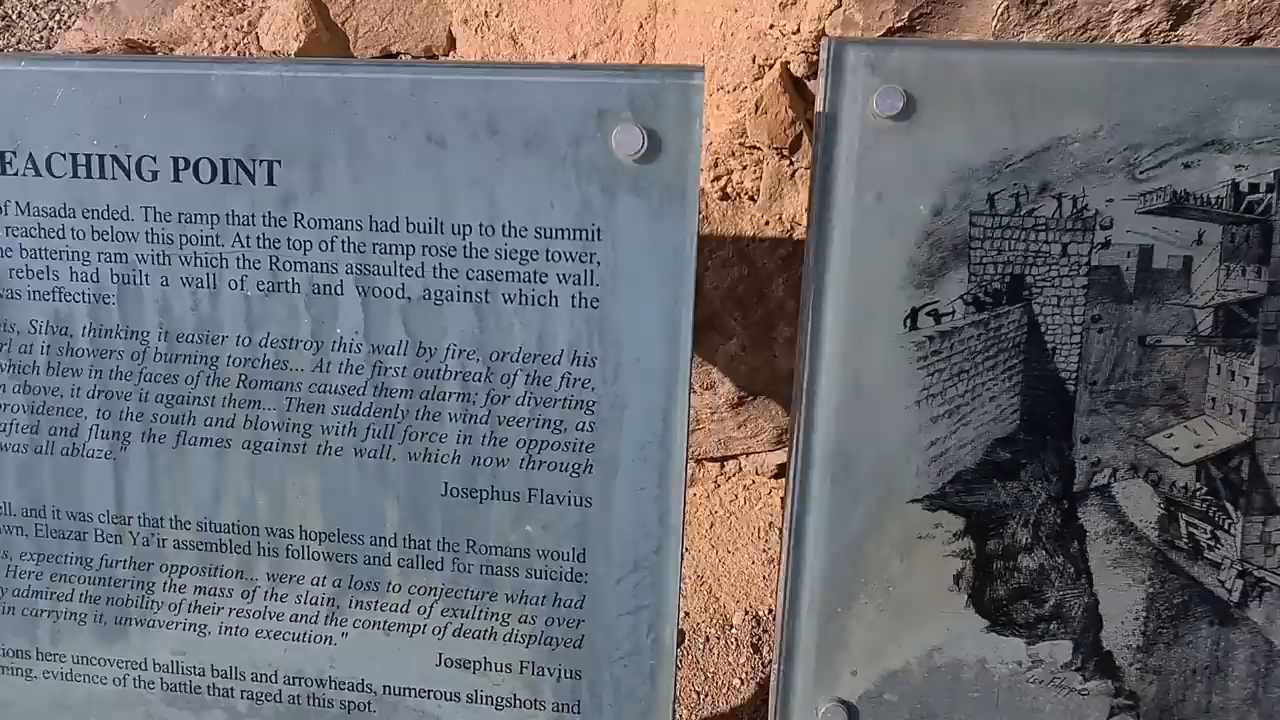 EACHING POINT
of Masada ended. The ramp that the Romans had built up to the summit
reached to below this point. At the top of the ramp rose the siege tower,
he battering ram with which the Romans assaulted the casemate wall.
rebels had built a wall of earth and wood, against which the
was ineffective:
is, Silva, thinking it easier to destroy this wall by fire, ordered his
rl at it showers of burning torches... At the first outbreak of the fire,
which blew in the faces of the Romans caused them alarm; for diverting
n above, it drove it against them... Then suddenly the wind veering, as
providence, to the south and blowing with full force in the opposite
afted and flung the flames against the wall, which now through
was all ablaze."
Josephus Flavius
ell, and it was clear that the situation was hopeless and that the Romans would
wn, Eleazar Ben Ya'ir assembled his followers and called for mass suicide:
s, expecting further opposition... were at a loss to conjecture what had
Here encountering the mass of the slain, instead of exulting as over
y admired the nobility of their resolve and the contempt of death displayed
in carrying it, unwavering, into execution."
Josephus Flavius
tions here uncovered ballista balls and arrowheads, numerous slingshots and
ming, evidence of the battle that raged at this spot.